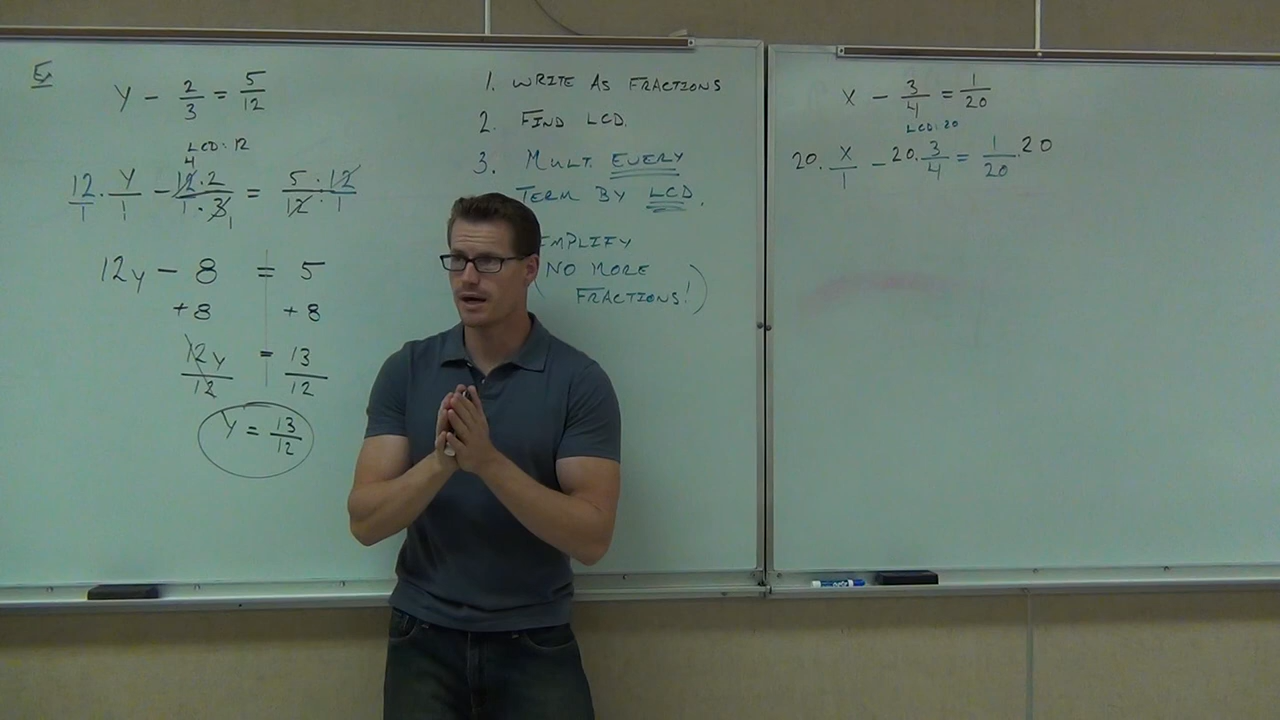 Ex
y - 2/3 = 5/12
LCD: 12
4
12/1 · y/1 - 12·2/1·3 = 5·12/12·1
1
12y - 8 = 5
+8 +8
12y/12 = 13/12
y = 13/12
1. WRITE AS FRACTIONS
2. FIND LCD.
3. MULT. EVERY
TERM BY LCD.
IMPLIFY
(NO MORE
FRACTIONS!)
x - 3/4 = 1/20
LCD: 20
20· x/1 - 20· 3/4 = 1/20 ·20